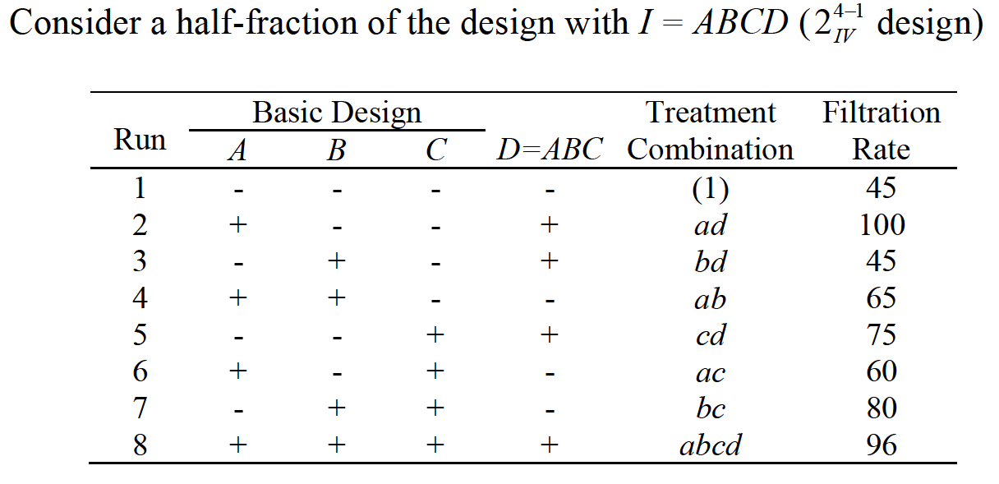 Consider a half-fraction of the design with I = ABCD (2_{IV}^{4–1} design)
Basic Design Treatment Filtration
Run A B C D=ABC Combination Rate
1 - - - - (1) 45
2 + - - + ad 100
3 - + - + bd 45
4 + + - - ab 65
5 - - + + cd 75
6 + - + - ac 60
7 - + + - bc 80
8 + + + + abcd 96